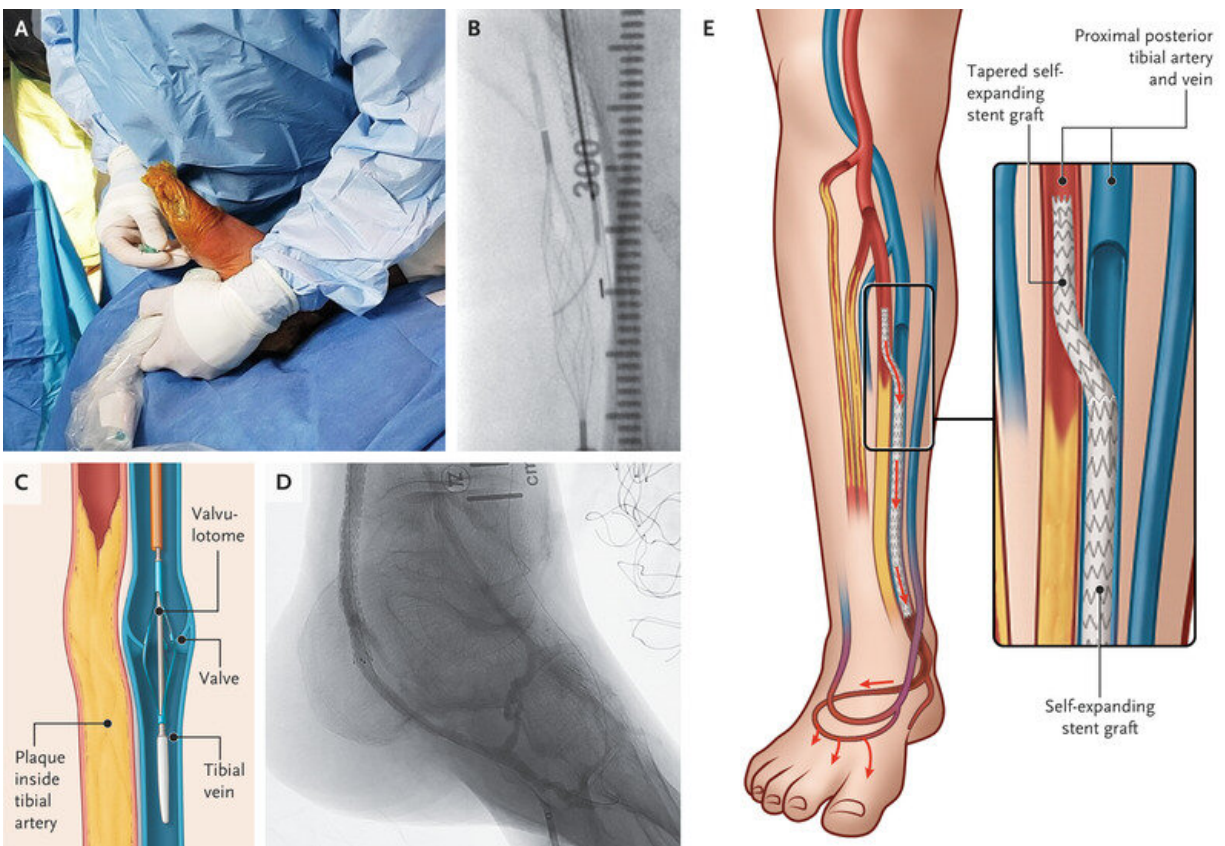 A
B
300
C
Valvu-
lotome
Valve
Plaque
inside
tibial
artery
Tibial
vein
D
cm
E
Proximal posterior
tibial artery
and vein
Tapered self-
expanding
stent graft
Self-expanding
stent graft